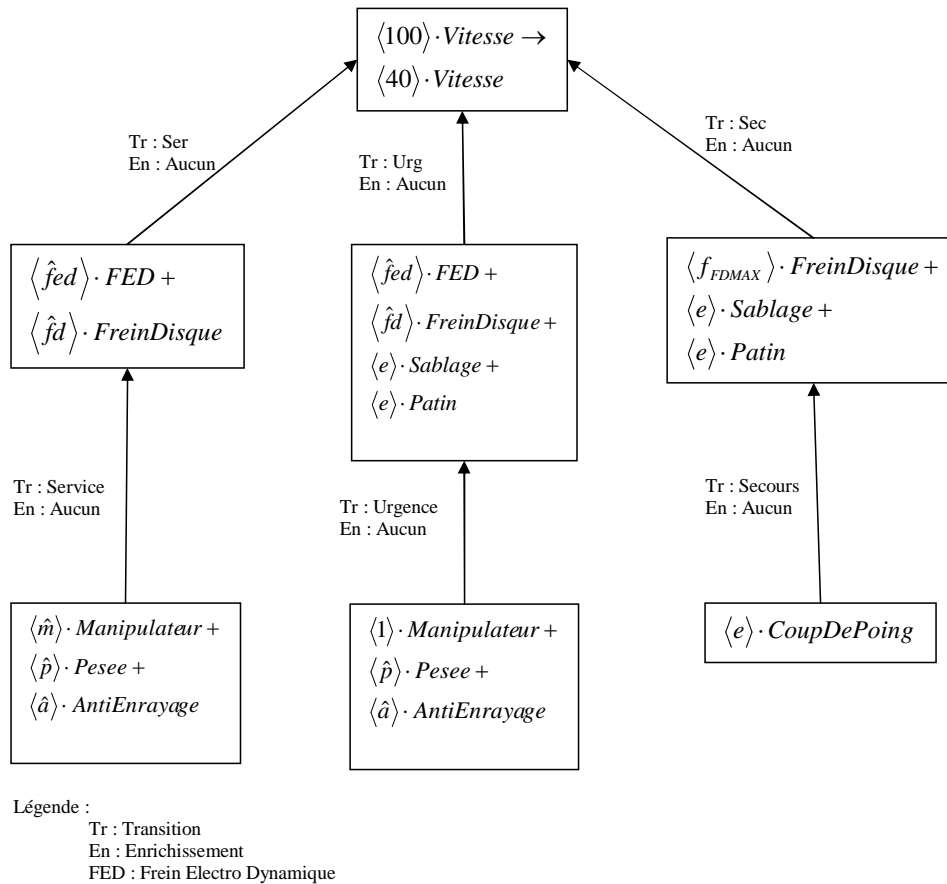 ⟨100⟩·Vitesse →
⟨40⟩·Vitesse
Tr : Ser
En : Aucun
Tr : Urg
En : Aucun
Tr : Sec
En : Aucun
⟨f̂ed⟩·FED +
⟨f̂d⟩·FreinDisque
⟨f̂ed⟩·FED +
⟨f̂d⟩·FreinDisque +
⟨e⟩·Sablage +
⟨e⟩·Patin
⟨f_FDMAX⟩·FreinDisque +
⟨e⟩·Sablage +
⟨e⟩·Patin
Tr : Service
En : Aucun
Tr : Urgence
En : Aucun
Tr : Secours
En : Aucun
⟨m̂⟩·Manipulateur +
⟨p̂⟩·Pesee +
⟨â⟩·AntiEnrayage
⟨1⟩·Manipulateur +
⟨p̂⟩·Pesee +
⟨â⟩·AntiEnrayage
⟨e⟩·CoupDePoing
Légende :
Tr : Transition
En : Enrichissement
FED : Frein Electro Dynamique